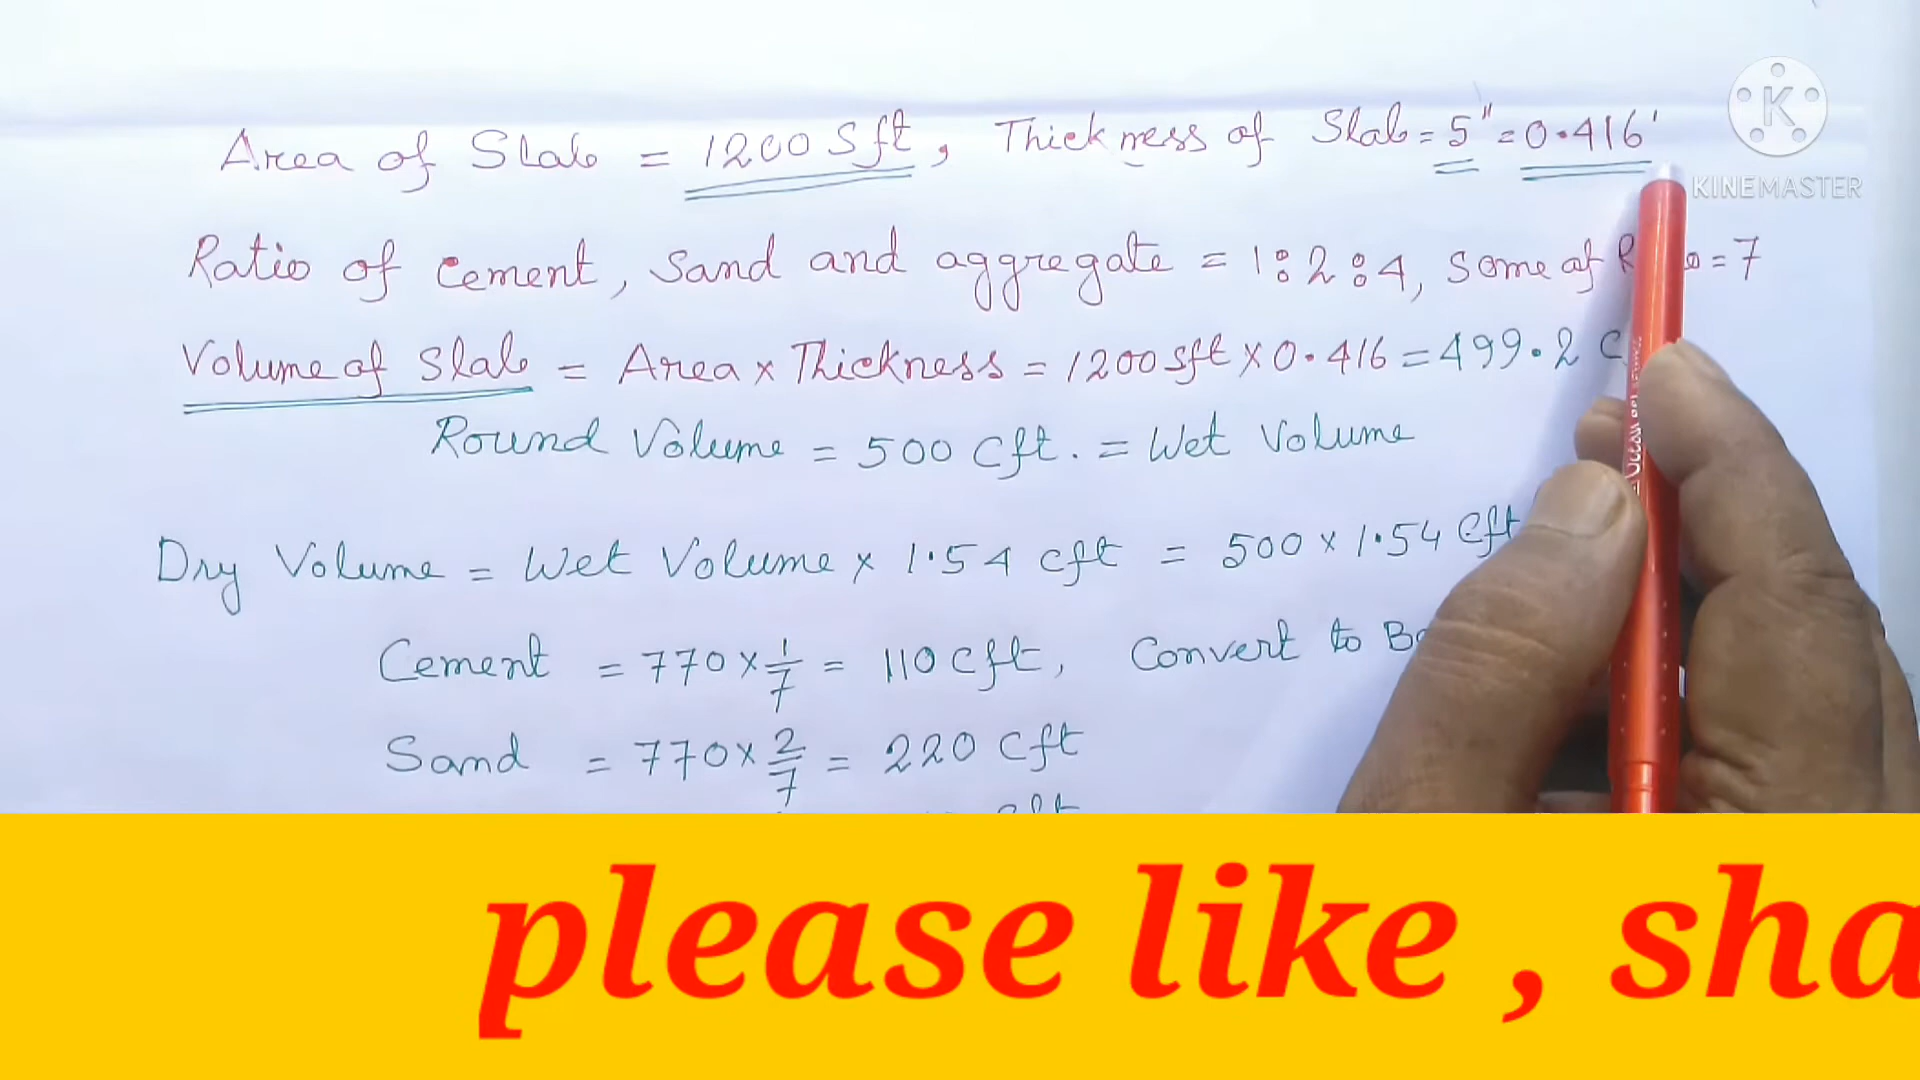 Area of Slab = 1200 Sft, Thickness of Slab = 5" = 0.416'
KINEMASTER
Ratio of Cement, Sand and aggregate = 1:2:4, Some of = 7
Volume of Slab = Area x Thickness = 1200 sft x 0.416 = 499.2
Round Volume = 500 Cft. = Wet Volume
Dry Volume = Wet Volume x 1.54 cft = 500 x 1.54 Cft
Cement = 770 x 1/7 = 110 Cft, Convert to
Sand = 770 x 2/7 = 220 Cft
please like , sha